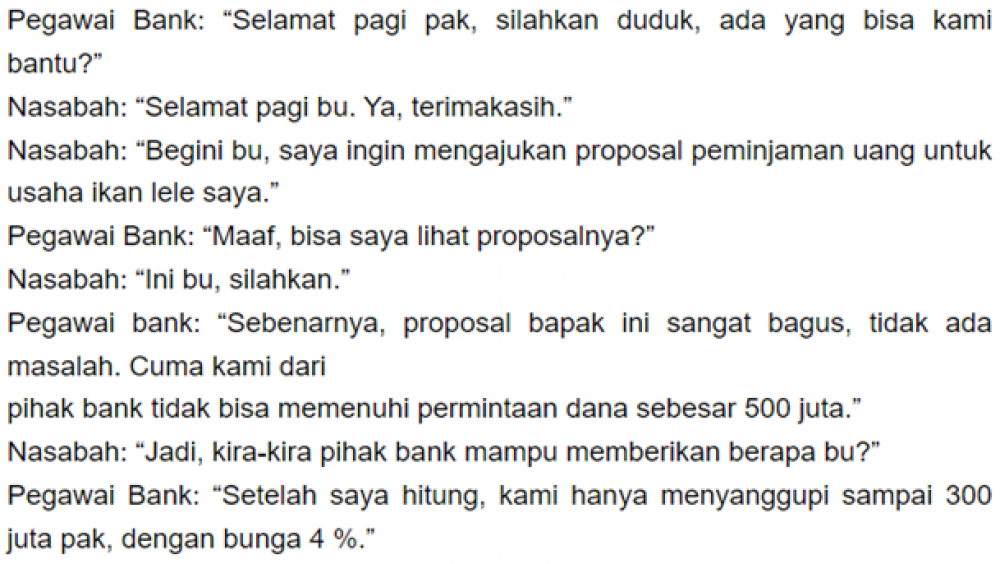 Pegawai Bank: “Selamat pagi pak, silahkan duduk, ada yang bisa kami
bantu?”
Nasabah: “Selamat pagi bu. Ya, terimakasih.”
Nasabah: “Begini bu, saya ingin mengajukan proposal peminjaman uang untuk
usaha ikan lele saya.”
Pegawai Bank: “Maaf, bisa saya lihat proposalnya?”
Nasabah: “Ini bu, silahkan.”
Pegawai bank: “Sebenarnya, proposal bapak ini sangat bagus, tidak ada
masalah. Cuma kami dari
pihak bank tidak bisa memenuhi permintaan dana sebesar 500 juta.”
Nasabah: “Jadi, kira-kira pihak bank mampu memberikan berapa bu?”
Pegawai Bank: “Setelah saya hitung, kami hanya menyanggupi sampai 300
juta pak, dengan bunga 4 %.”